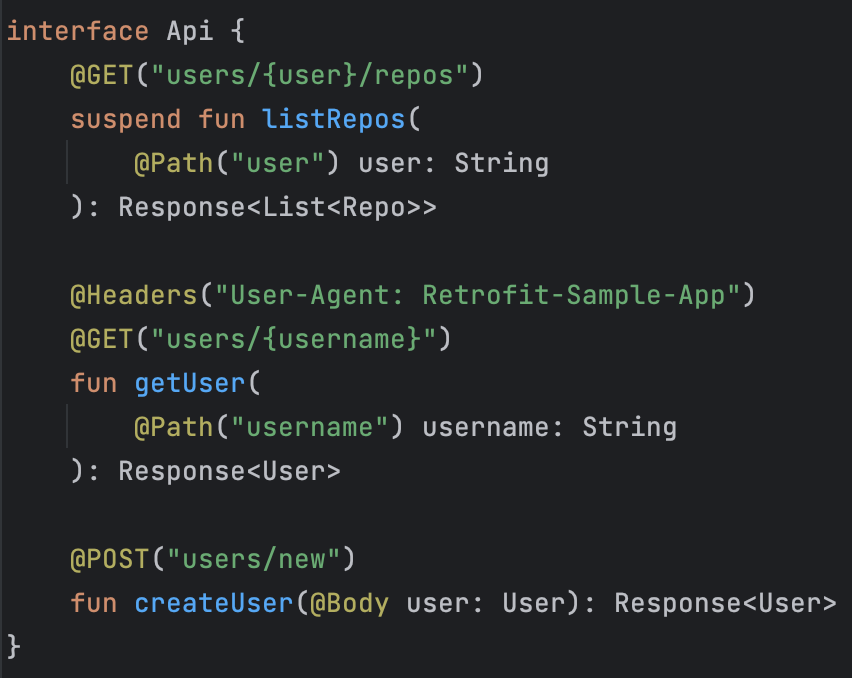 interface Api {
    @GET("users/{user}/repos")
    suspend fun listRepos(
        @Path("user") user: String
    ): Response<List<Repo>>

    @Headers("User-Agent: Retrofit-Sample-App")
    @GET("users/{username}")
    fun getUser(
        @Path("username") username: String
    ): Response<User>

    @POST("users/new")
    fun createUser(@Body user: User): Response<User>
}